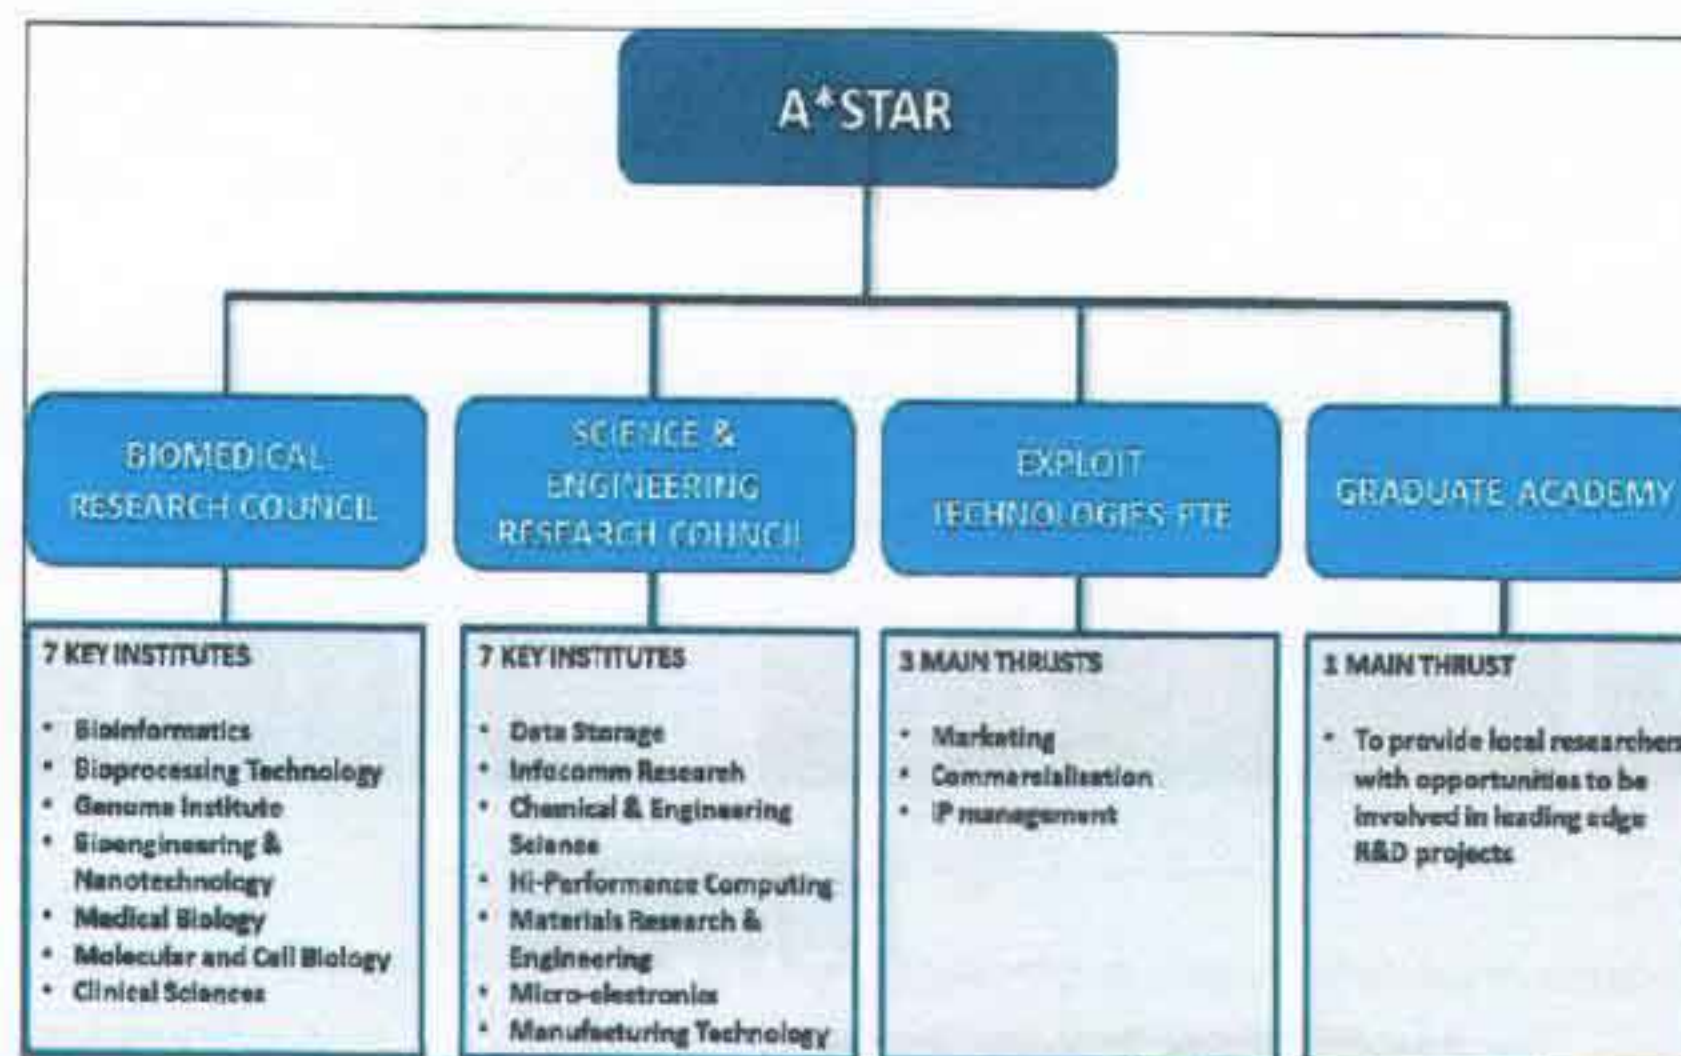 A*STAR
BIOMEDICAL
RESEARCH COUNCIL
SCIENCE &
ENGINEERING
RESEARCH COUNCIL
EXPLOIT
TECHNOLOGIES PTE
GRADUATE ACADEMY
7 KEY INSTITUTES
• Bioinformatics
• Bioprocessing Technology
• Genome Institute
• Bioengineering &
Nanotechnology
• Medical Biology
• Molecular and Cell Biology
• Clinical Sciences
7 KEY INSTITUTES
• Data Storage
• Infocomm Research
• Chemical & Engineering
Science
• Hi-Performance Computing
• Materials Research &
Engineering
• Micro-electronics
• Manufacturing Technology
3 MAIN THRUSTS
• Marketing
• Commercialisation
• IP management
1 MAIN THRUST
• To provide local researchers
with opportunities to be
involved in leading edge
R&D projects